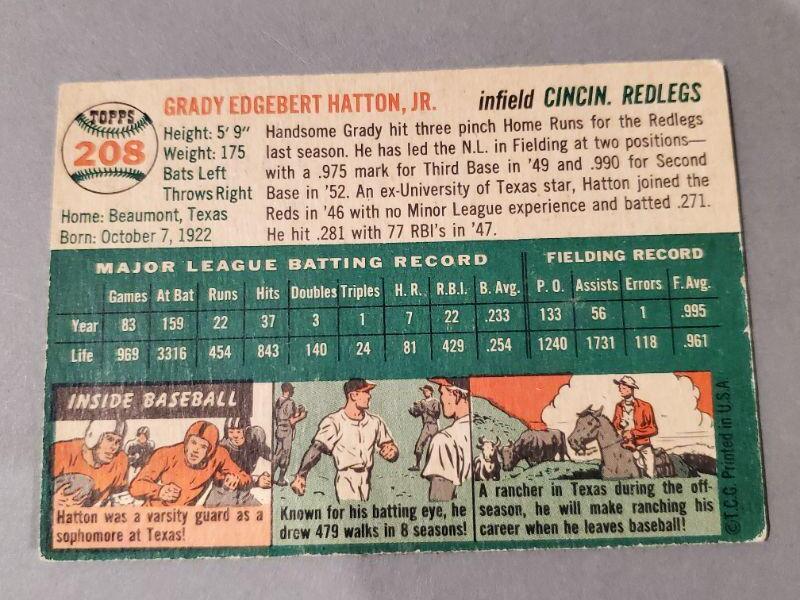 TOPPS
208
GRADY EDGEBERT HATTON, JR. infield CINCIN. REDLEGS
Height: 5' 9"
Weight: 175
Bats Left
Throws Right
Home: Beaumont, Texas
Born: October 7, 1922
Handsome Grady hit three pinch Home Runs for the Redlegs
last season. He has led the N.L. in Fielding at two positions—
with a .975 mark for Third Base in '49 and .990 for Second
Base in '52. An ex-University of Texas star, Hatton joined the
Reds in '46 with no Minor League experience and batted .271.
He hit .281 with 77 RBI's in '47.
MAJOR LEAGUE BATTING RECORD FIELDING RECORD
Games At Bat Runs Hits Doubles Triples H. R. R.B.I. B. Avg. P. O. Assists Errors F. Avg.
Year 83 159 22 37 3 1 7 22 .233 133 56 1 .995
Life 969 3316 454 843 140 24 81 429 .254 1240 1731 118 .961
INSIDE BASEBALL
Hatton was a varsity guard as a
sophomore at Texas!
Known for his batting eye, he
drew 479 walks in 8 seasons!
A rancher in Texas during the off-
season, he will make ranching his
career when he leaves baseball!
©T.C.G. Printed in U.S.A.